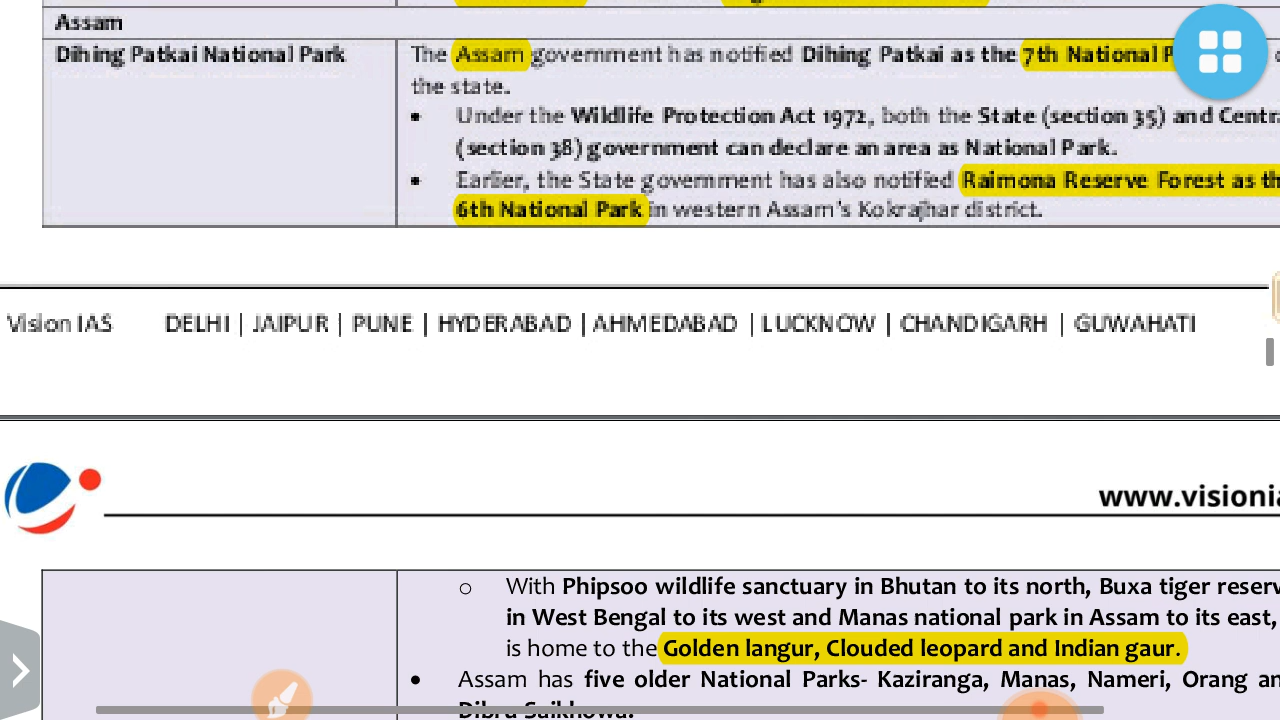 Assam
Dihing Patkai National Park
The Assam government has notified Dihing Patkai as the 7th National
the state.
• Under the Wildlife Protection Act 1972, both the State (section 35) and
(section 38) government can declare an area as National Park.
• Earlier, the State government has also notified Raimona Reserve Forest as
6th National Park in western Assam's Kokrajhar district.
Vision IAS DELHI | JAIPUR | PUNE | HYDERABAD | AHMEDABAD | LUCKNOW | CHANDIGARH | GUWAHATI
www.visionia
o With Phipsoo wildlife sanctuary in Bhutan to its north, Buxa tiger
in West Bengal to its west and Manas national park in Assam to its east,
is home to the Golden langur, Clouded leopard and Indian gaur.
• Assam has five older National Parks- Kaziranga, Manas, Nameri, Orang
Dibru Saikhowa.